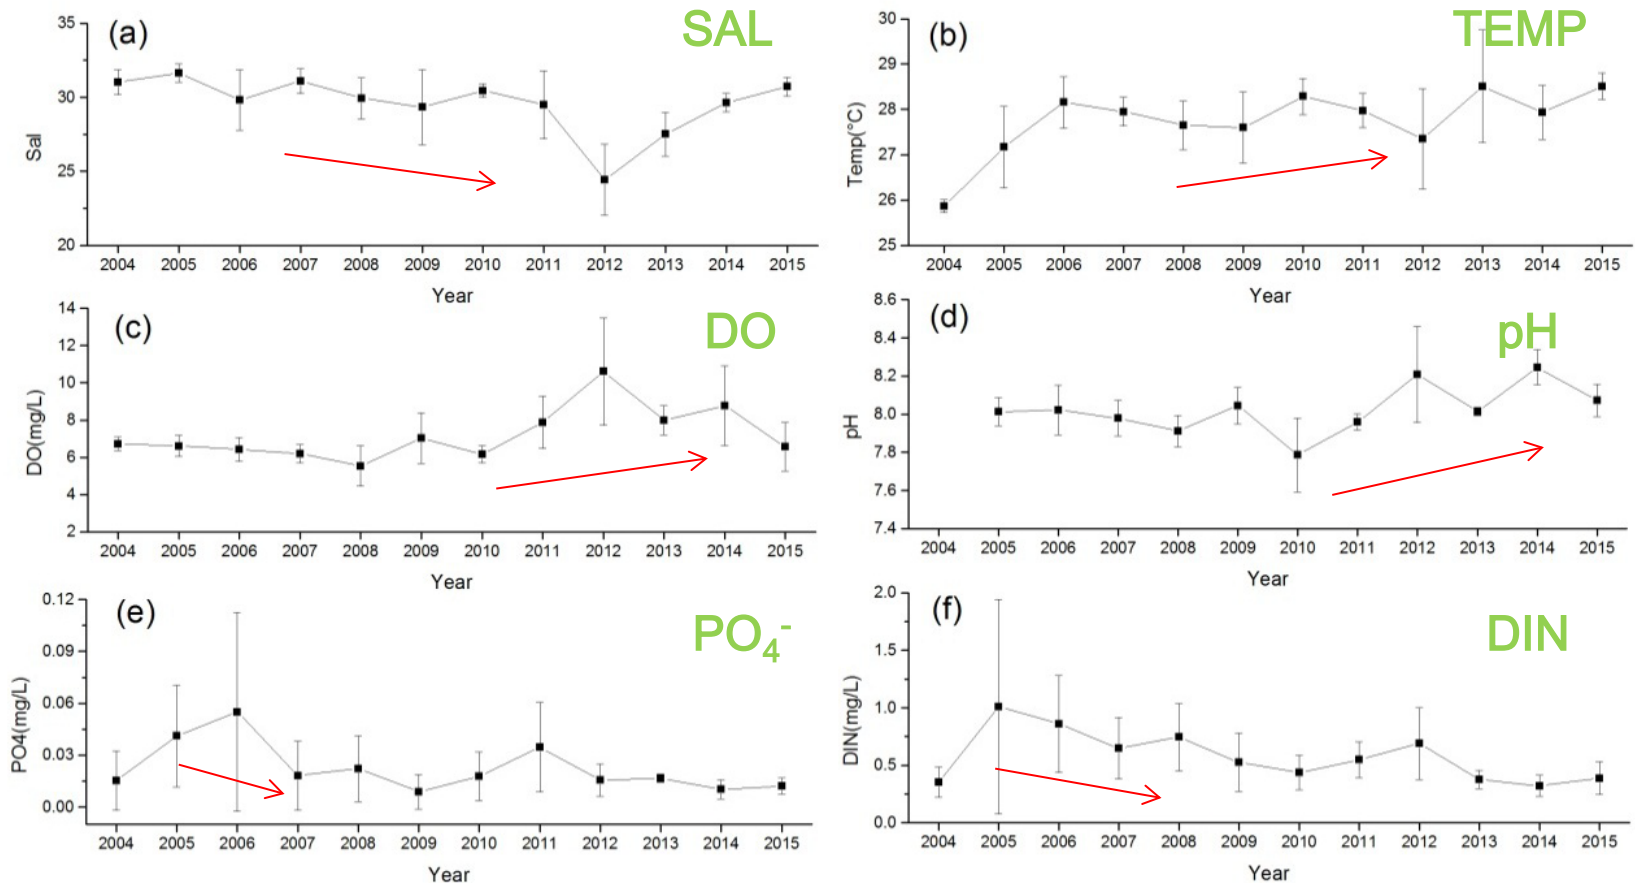 (a)
SAL
35
30
25
20
Sal
2004 2005 2006 2007 2008 2009 2010 2011 2012 2013 2014 2015
Year
(b)
TEMP
30
29
28
27
26
25
Temp(°C)
2004 2005 2006 2007 2008 2009 2010 2011 2012 2013 2014 2015
Year
(c)
DO
14
12
10
8
6
4
2
DO(mg/L)
2004 2005 2006 2007 2008 2009 2010 2011 2012 2013 2014 2015
Year
(d)
pH
8.6
8.4
8.2
8.0
7.8
7.6
7.4
pH
2004 2005 2006 2007 2008 2009 2010 2011 2012 2013 2014 2015
Year
(e)
PO₄⁻
0.12
0.09
0.06
0.03
0.00
PO4(mg/L)
2004 2005 2006 2007 2008 2009 2010 2011 2012 2013 2014 2015
Year
(f)
DIN
2.0
1.5
1.0
0.5
0.0
DIN(mg/L)
2004 2005 2006 2007 2008 2009 2010 2011 2012 2013 2014 2015
Year